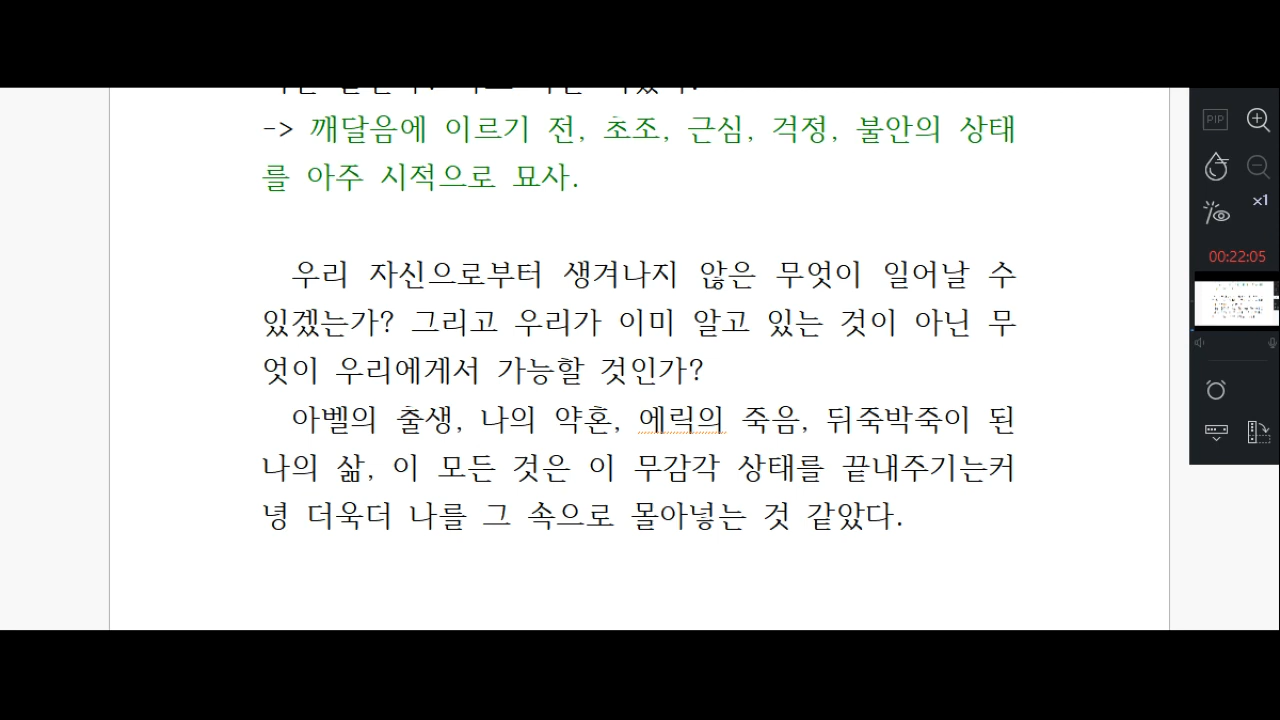 -> 깨달음에 이르기 전, 초조, 근심, 걱정, 불안의 상태
를 아주 시적으로 묘사.
우리 자신으로부터 생겨나지 않은 무엇이 일어날 수
있겠는가? 그리고 우리가 이미 알고 있는 것이 아닌 무
엇이 우리에게서 가능할 것인가?
아벨의 출생, 나의 약혼, 에릭의 죽음, 뒤죽박죽이 된
나의 삶, 이 모든 것은 이 무감각 상태를 끝내주기는커
녕 더욱더 나를 그 속으로 몰아넣는 것 같았다.
PIP
x1
00:22:05